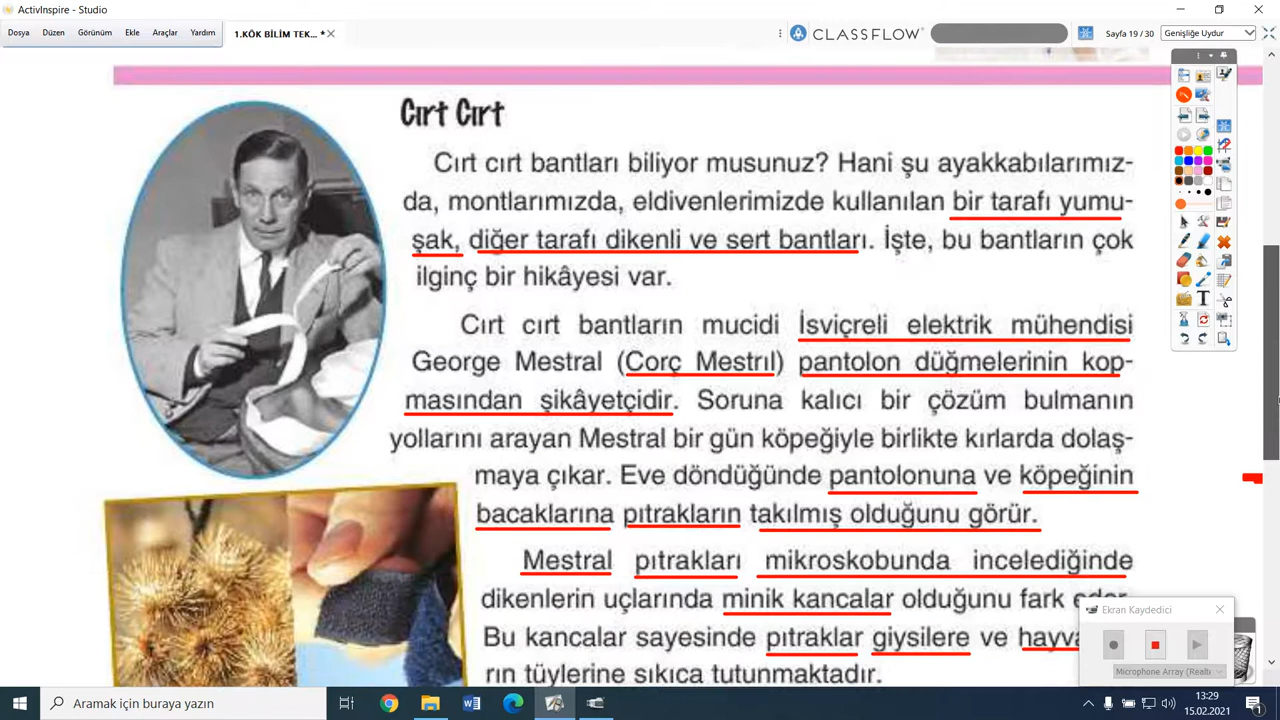 ActivInspire - Studio
Dosya Düzen Görünüm Ekle Araçlar Yardım
1.KÖK BİLİM TEK... *
CLASSFLOW
Sayfa 19 / 30
Genişliğe Uydur
Cırt Cırt
Cırt cırt bantları biliyor musunuz? Hani şu ayakkabılarımız-
da, montlarımızda, eldivenlerimizde kullanılan bir tarafı yumu-
şak, diğer tarafı dikenli ve sert bantları. İşte, bu bantların çok
ilginç bir hikâyesi var.
Cırt cırt bantların mucidi İsviçreli elektrik mühendisi
George Mestral (Corç Mestrıl) pantolon düğmelerinin kop-
masından şikâyetçidir. Soruna kalıcı bir çözüm bulmanın
yollarını arayan Mestral bir gün köpeğiyle birlikte kırlarda dolaş-
maya çıkar. Eve döndüğünde pantolonuna ve köpeğinin
bacaklarına pıtrakların takılmış olduğunu görür.
Mestral pıtrakları mikroskobunda incelediğinde
dikenlerin uçlarında minik kancalar olduğunu fark
Bu kancalar sayesinde pıtraklar giysilere ve
rın tüylerine sıkıca tutunmaktadır.
Ekran Kaydedici
Microphone Array (Realte
Aramak için buraya yazın
13:29
15.02.2021